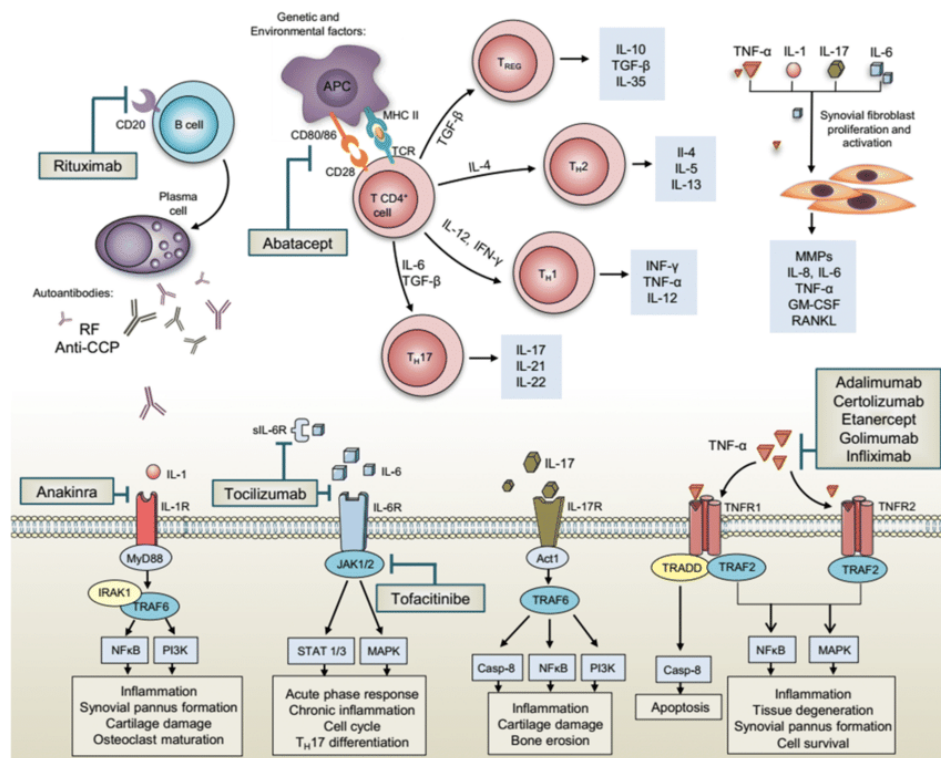 Genetic and
Environmental factors:
APC
MHC II
CD80/86
TCR
CD28
T CD4⁺
cell
Abatacept
B cell
CD20
Rituximab
Plasma
cell
Autoantibodies:
RF
Anti-CCP
TGF-β
T_REG
IL-10
TGF-β
IL-35
IL-4
T_H2
Il-4
IL-5
IL-13
IL-12, IFN-γ
T_H1
INF-γ
TNF-α
IL-12
IL-6
TGF-β
T_H17
IL-17
IL-21
IL-22
TNF-α
IL-1
IL-17
IL-6
Synovial fibroblast
proliferation and
activation
MMPs
IL-8, IL-6
TNF-α
GM-CSF
RANKL
IL-1
Anakinra
IL-1R
MyD88
IRAK1
TRAF6
NFκB
PI3K
Inflammation
Synovial pannus formation
Cartilage damage
Osteoclast maturation
sIL-6R
IL-6
Tocilizumab
IL-6R
JAK1/2
Tofacitinibe
STAT 1/3
MAPK
Acute phase response
Chronic inflammation
Cell cycle
T_H17 differentiation
IL-17
IL-17R
Act1
TRAF6
Casp-8
NFκB
PI3K
Inflammation
Cartilage damage
Bone erosion
Adalimumab
Certolizumab
Etanercept
Golimumab
Infliximab
TNF-α
TNFR1
TNFR2
TRADD
TRAF2
TRAF2
Casp-8
Apoptosis
NFκB
MAPK
Inflammation
Tissue degeneration
Synovial pannus formation
Cell survival